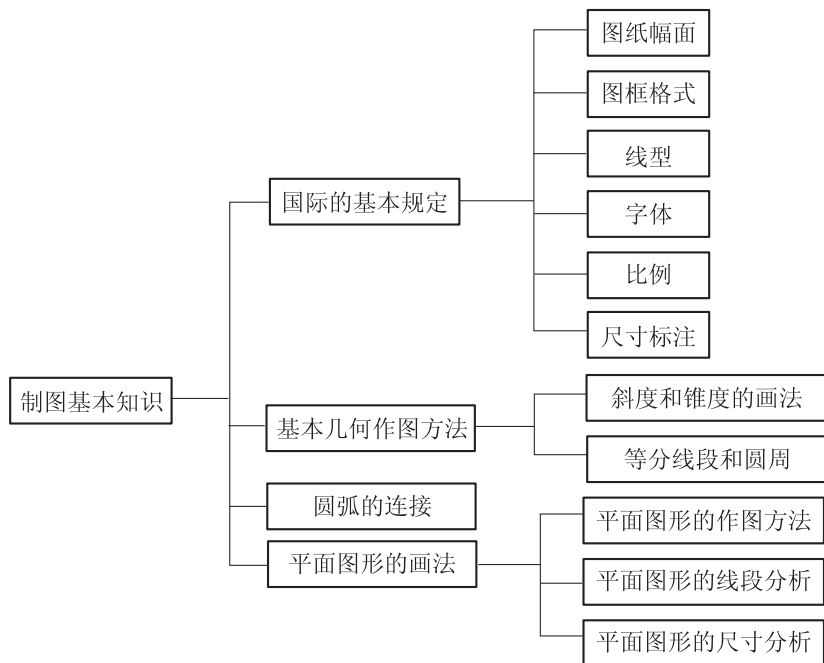 制图基本知识
国际的基本规定
图纸幅面
图框格式
线型
字体
比例
尺寸标注
基本几何作图方法
斜度和锥度的画法
等分线段和圆周
圆弧的连接
平面图形的画法
平面图形的作图方法
平面图形的线段分析
平面图形的尺寸分析